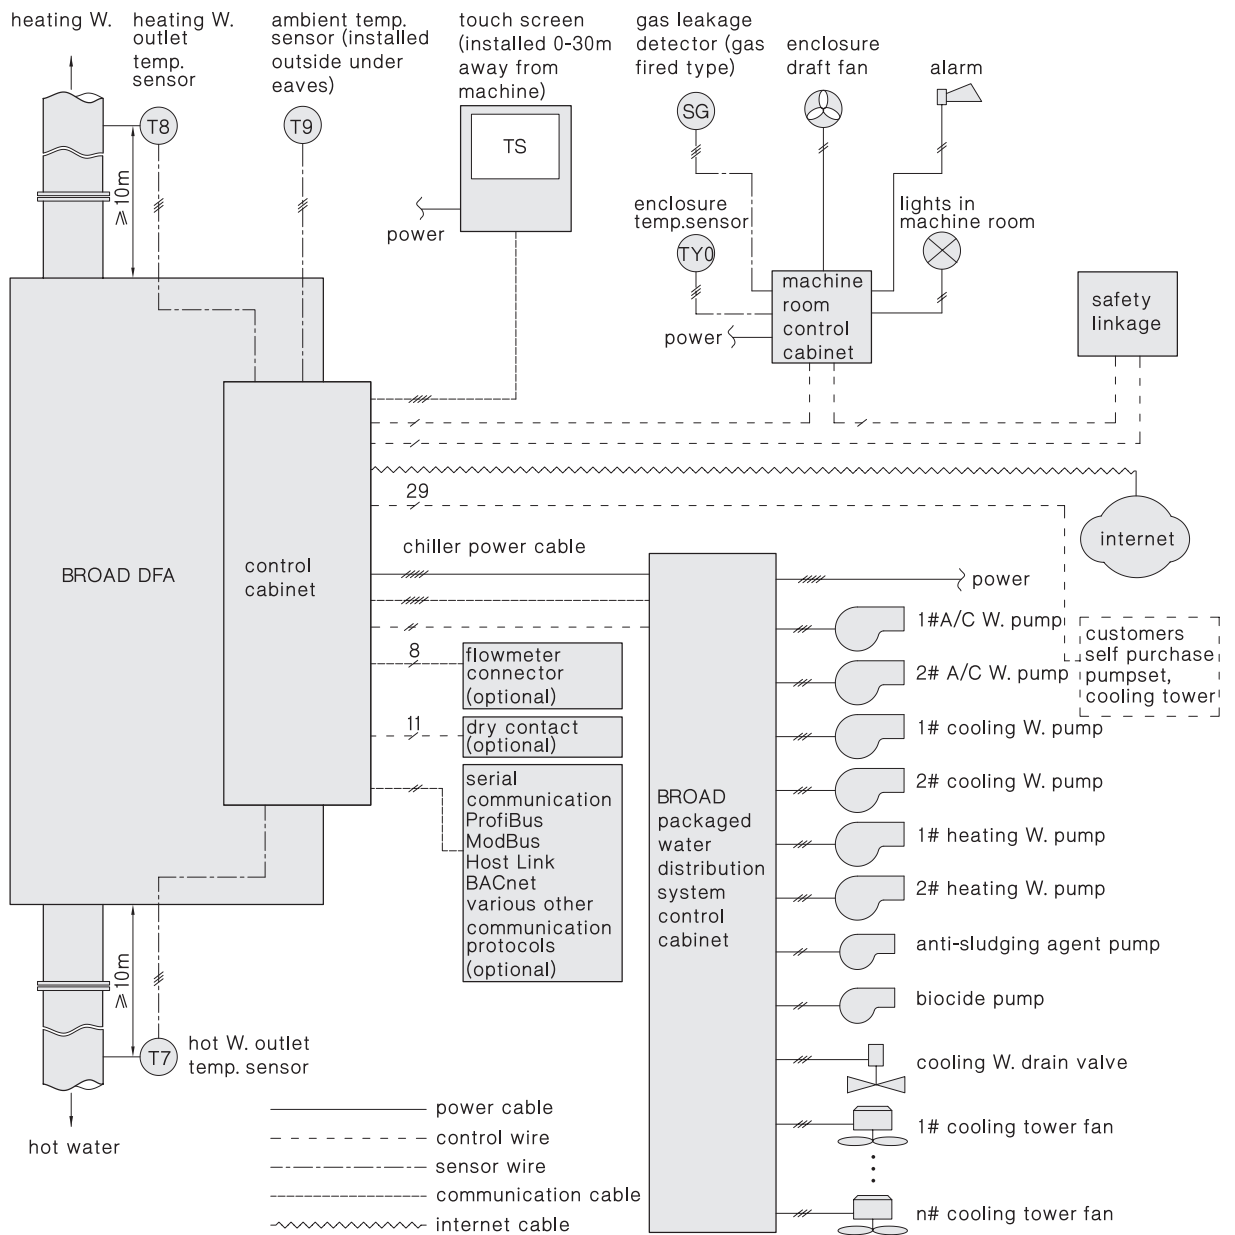 heating W.
heating W.
outlet
temp.
sensor
ambient temp.
sensor (installed
outside under
eaves)
touch screen
(installed 0-30m
away from
machine)
gas leakage
detector (gas
fired type)
enclosure
draft fan
alarm
T8
T9
TS
SG
≥10m
power
enclosure
temp.sensor
TY0
lights in
machine room
machine
room
control
cabinet
power
safety
linkage
29
internet
BROAD DFA
control
cabinet
chiller power cable
power
8
flowmeter
connector
(optional)
11
dry contact
(optional)
serial
communication
ProfiBus
ModBus
Host Link
BACnet
various other
communication
protocols
(optional)
BROAD
packaged
water
distribution
system
control
cabinet
1#A/C W. pump
2# A/C W. pump
1# cooling W. pump
2# cooling W. pump
1# heating W. pump
2# heating W. pump
anti-sludging agent pump
biocide pump
cooling W. drain valve
1# cooling tower fan
n# cooling tower fan
customers
self purchase
pumpset,
cooling tower
≥10m
T7
hot W. outlet
temp. sensor
hot water
power cable
control wire
sensor wire
communication cable
internet cable